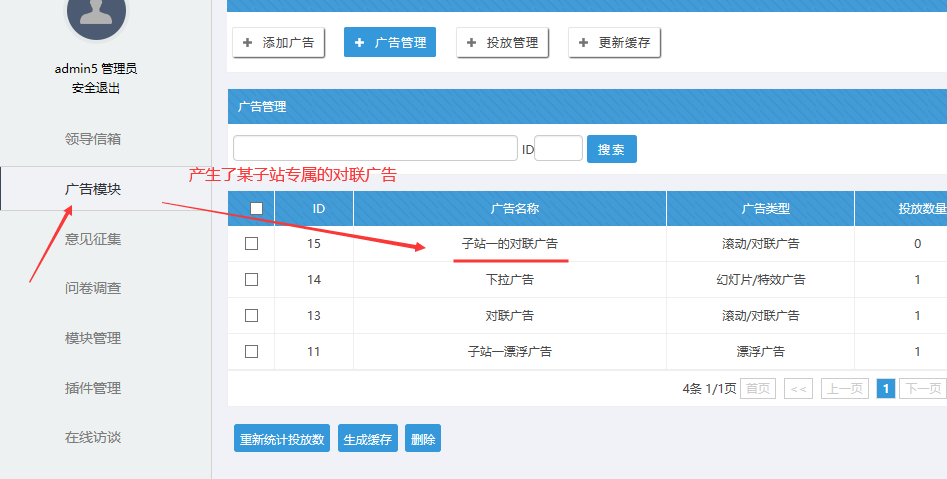 admin5 管理员
安全退出
领导信箱
广告模块
意见征集
问卷调查
模块管理
插件管理
在线访谈
+ 添加广告 + 广告管理 + 投放管理 + 更新缓存
广告管理
ID 搜索
产生了某子站专属的对联广告
ID 广告名称 广告类型 投放数量
15 子站一的对联广告 滚动/对联广告 0
14 下拉广告 幻灯片/特效广告 1
13 对联广告 滚动/对联广告 1
11 子站一漂浮广告 漂浮广告 1
4条 1/1页 首页 << 上一页 1 下一页
重新统计投放数 生成缓存 删除